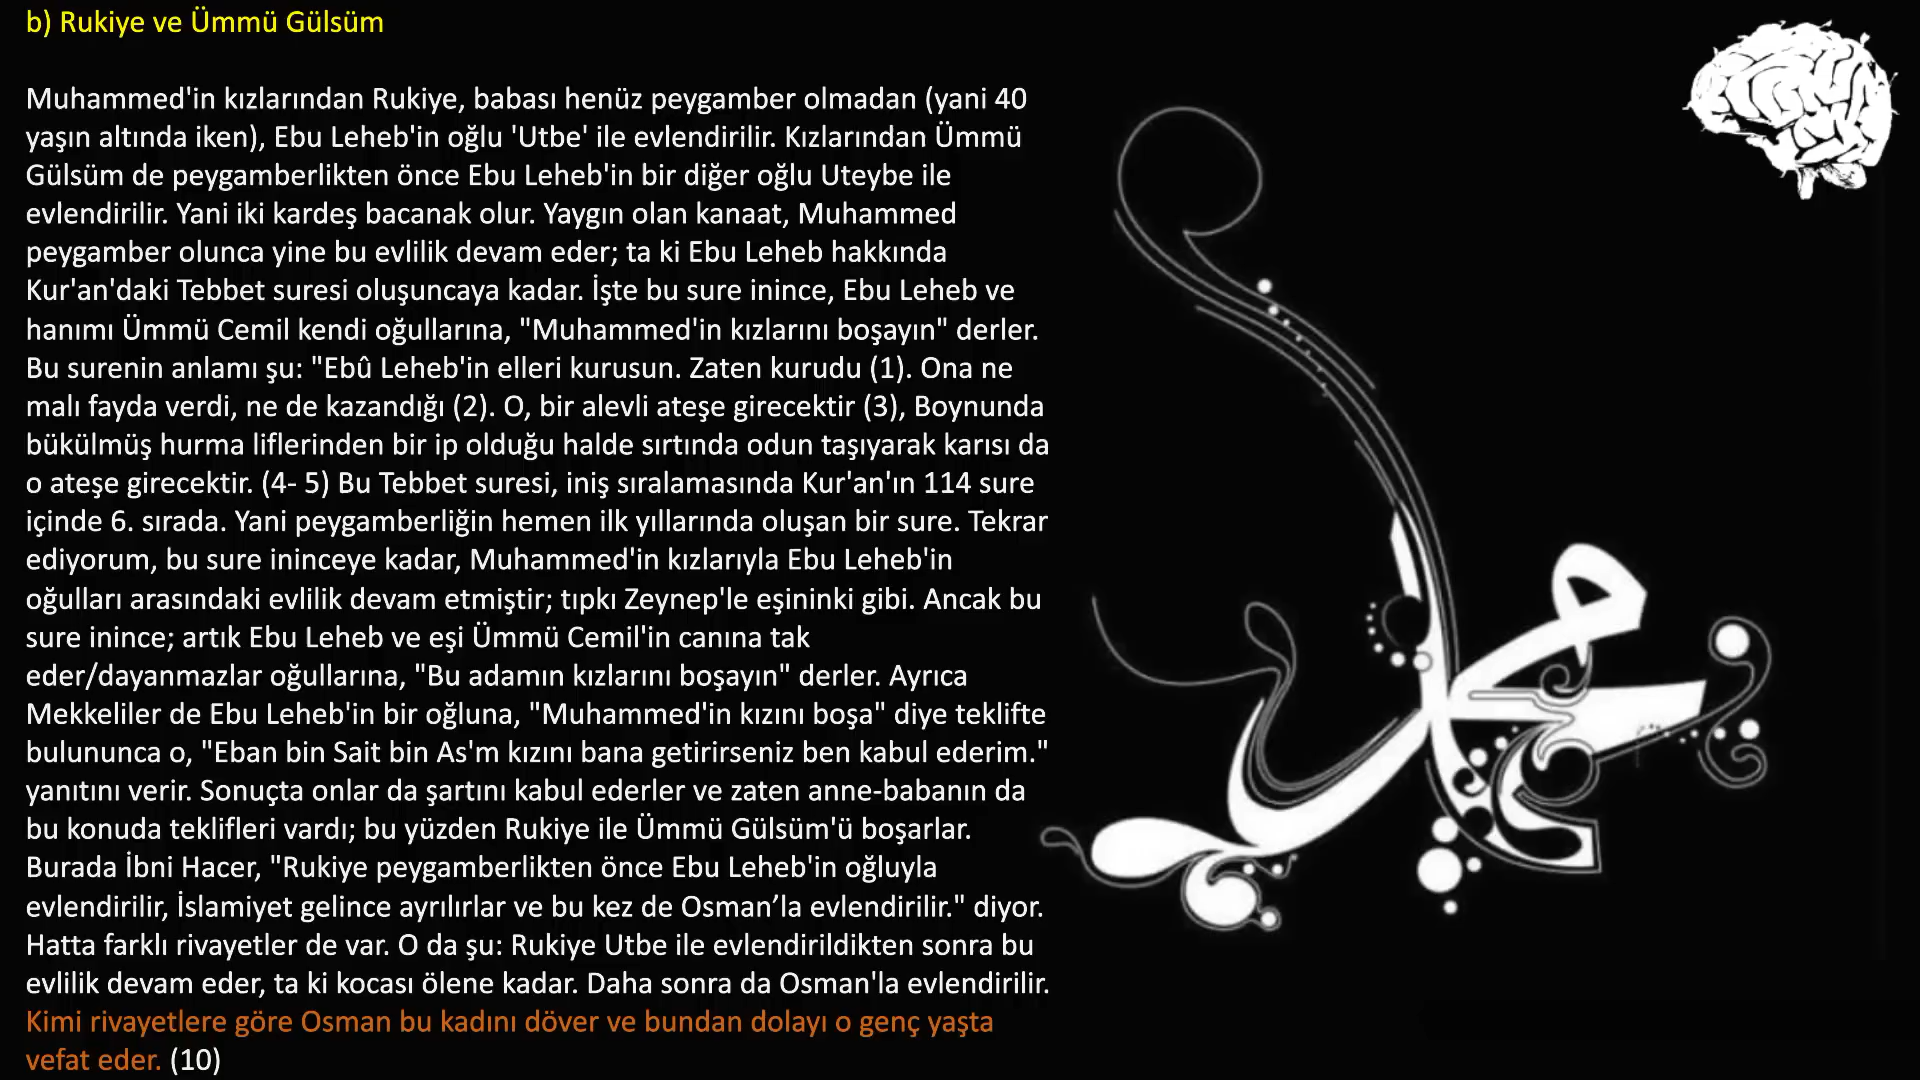 b) Rukiye ve Ümmü Gülsüm
Muhammed'in kızlarından Rukiye, babası henüz peygamber olmadan (yani 40
yaşın altında iken), Ebu Leheb'in oğlu 'Utbe' ile evlendirilir. Kızlarından Ümmü
Gülsüm de peygamberlikten önce Ebu Leheb'in bir diğer oğlu Uteybe ile
evlendirilir. Yani iki kardeş bacanak olur. Yaygın olan kanaat, Muhammed
peygamber olunca yine bu evlilik devam eder; ta ki Ebu Leheb hakkında
Kur'an'daki Tebbet suresi oluşuncaya kadar. İşte bu sure inince, Ebu Leheb ve
hanımı Ümmü Cemil kendi oğullarına, "Muhammed'in kızlarını boşayın" derler.
Bu surenin anlamı şu: "Ebû Leheb'in elleri kurusun. Zaten kurudu (1). Ona ne
malı fayda verdi, ne de kazandığı (2). O, bir alevli ateşe girecektir (3), Boynunda
bükülmüş hurma liflerinden bir ip olduğu halde sırtında odun taşıyarak karısı da
o ateşe girecektir. (4- 5) Bu Tebbet suresi, iniş sıralamasında Kur'an'ın 114 sure
içinde 6. sırada. Yani peygamberliğin hemen ilk yıllarında oluşan bir sure. Tekrar
ediyorum, bu sure ininceye kadar, Muhammed'in kızlarıyla Ebu Leheb'in
oğulları arasındaki evlilik devam etmiştir; tıpkı Zeynep'le eşininki gibi. Ancak bu
sure inince; artık Ebu Leheb ve eşi Ümmü Cemil'in canına tak
eder/dayanmazlar oğullarına, "Bu adamın kızlarını boşayın" derler. Ayrıca
Mekkeliler de Ebu Leheb'in bir oğluna, "Muhammed'in kızını boşa" diye teklifte
bulununca o, "Eban bin Sait bin As'm kızını bana getirirseniz ben kabul ederim."
yanıtını verir. Sonuçta onlar da şartını kabul ederler ve zaten anne-babanın da
bu konuda teklifleri vardı; bu yüzden Rukiye ile Ümmü Gülsüm'ü boşarlar.
Burada İbni Hacer, "Rukiye peygamberlikten önce Ebu Leheb'in oğluyla
evlendirilir, İslamiyet gelince ayrılırlar ve bu kez de Osman’la evlendirilir." diyor.
Hatta farklı rivayetler de var. O da şu: Rukiye Utbe ile evlendirildikten sonra bu
evlilik devam eder, ta ki kocası ölene kadar. Daha sonra da Osman'la evlendirilir.
Kimi rivayetlere göre Osman bu kadını döver ve bundan dolayı o genç yaşta
vefat eder. (10)
محمد